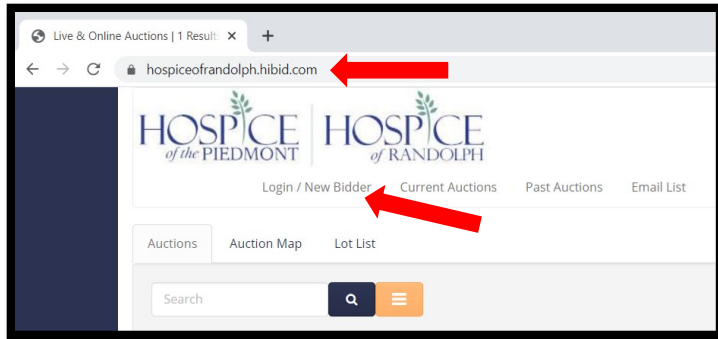 Live & Online Auctions | 1 Result
hospiceofrandolph.hibid.com
HOSPICE
of the PIEDMONT
HOSPICE
of RANDOLPH
Login / New Bidder Current Auctions Past Auctions Email List
Auctions Auction Map Lot List
Search